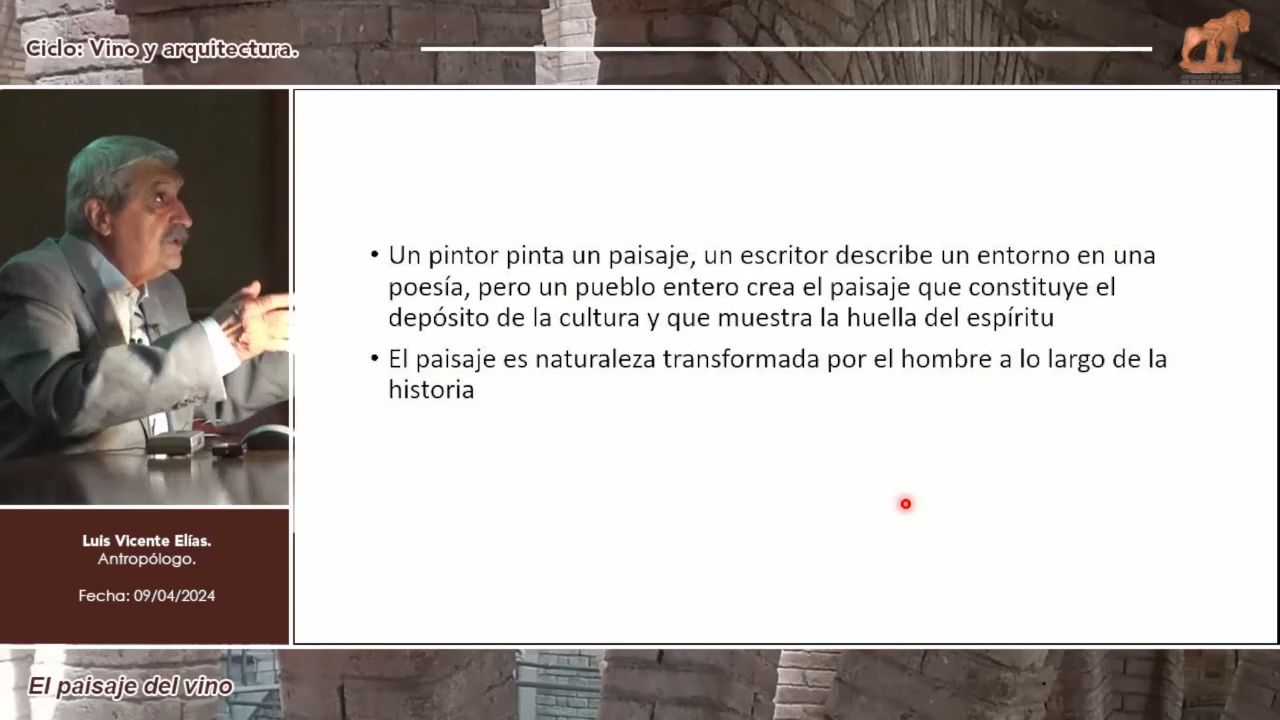 Ciclo: Vino y arquitectura.
• Un pintor pinta un paisaje, un escritor describe un entorno en una
poesía, pero un pueblo entero crea el paisaje que constituye el
depósito de la cultura y que muestra la huella del espíritu
• El paisaje es naturaleza transformada por el hombre a lo largo de la
historia
Luis Vicente Elías.
Antropólogo.
Fecha: 09/04/2024
El paisaje del vino